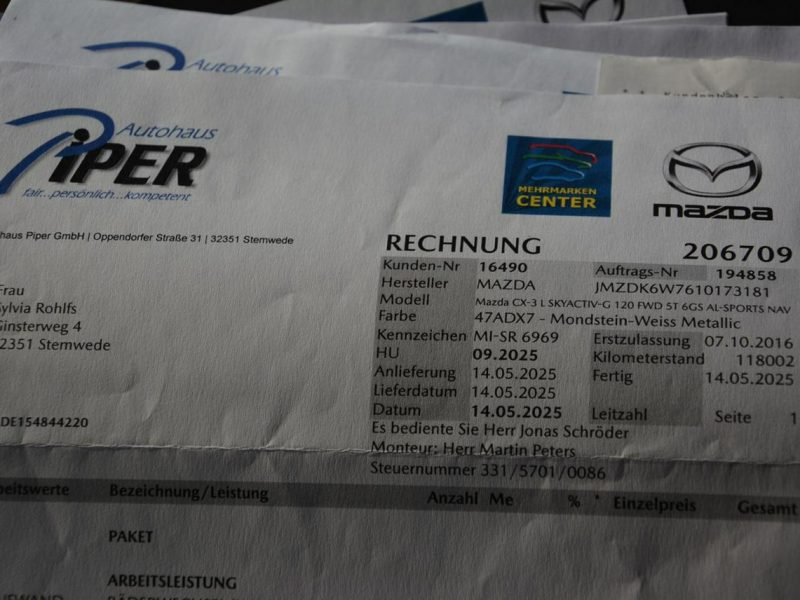 Autohaus
Autohaus
PIPER
fair...persönlich...kompetent
MEHRMARKEN
CENTER
mazda
haus Piper GmbH | Oppendorfer Straße 31 | 32351 Stemwede
RECHNUNG 206709
Kunden-Nr 16490 Auftrags-Nr 194858
Hersteller MAZDA JMZDK6W7610173181
Modell Mazda CX-3 L SKYACTIV-G 120 FWD 5T 6GS AL-SPORTS NAV
Farbe 47ADX7 - Mondstein-Weiss Metallic
Kennzeichen MI-SR 6969 Erstzulassung 07.10.2016
HU 09.2025 Kilometerstand 118002
Anlieferung 14.05.2025 Fertig 14.05.2025
Lieferdatum 14.05.2025
Datum 14.05.2025 Leitzahl Seite 1
Es bediente Sie Herr Jonas Schröder
Monteur: Herr Martin Peters
Steuernummer 331/5701/0086
Frau
Sylvia Rohlfs
Ginsterweg 4
32351 Stemwede
DE154844220
beitswerte Bezeichnung/Leistung Anzahl Me % * Einzelpreis Gesamt
PAKET
ARBEITSLEISTUNG